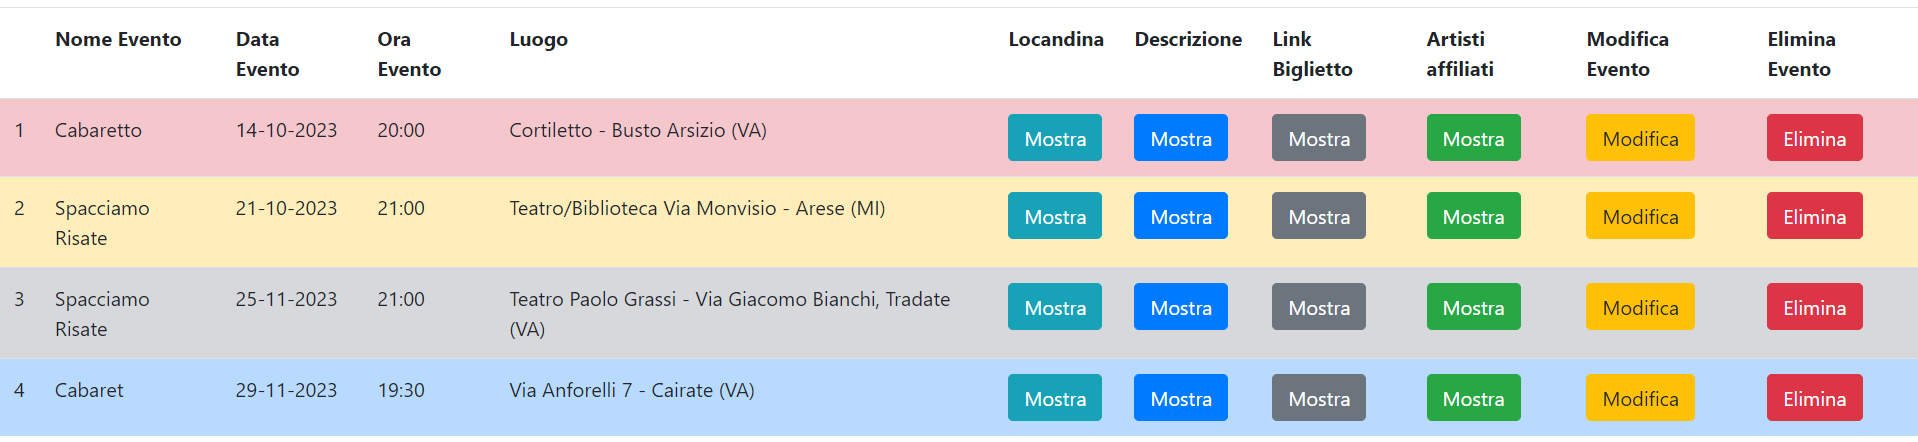 Nome Evento Data Evento Ora Evento Luogo Locandina Descrizione Link Biglietto Artisti affiliati Modifica Evento Elimina Evento
1 Cabaretto 14-10-2023 20:00 Cortiletto - Busto Arsizio (VA) Mostra Mostra Mostra Mostra Modifica Elimina
2 Spacciamo Risate 21-10-2023 21:00 Teatro/Biblioteca Via Monvisio - Arese (MI) Mostra Mostra Mostra Mostra Modifica Elimina
3 Spacciamo Risate 25-11-2023 21:00 Teatro Paolo Grassi - Via Giacomo Bianchi, Tradate (VA) Mostra Mostra Mostra Mostra Modifica Elimina
4 Cabaret 29-11-2023 19:30 Via Anforelli 7 - Cairate (VA) Mostra Mostra Mostra Mostra Modifica Elimina